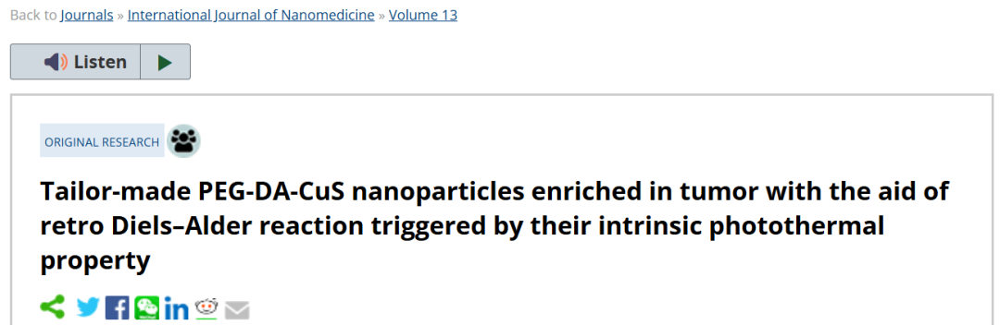 Back to Journals » International Journal of Nanomedicine » Volume 13
Listen
ORIGINAL RESEARCH
Tailor-made PEG-DA-CuS nanoparticles enriched in tumor with the aid of
retro Diels–Alder reaction triggered by their intrinsic photothermal
property